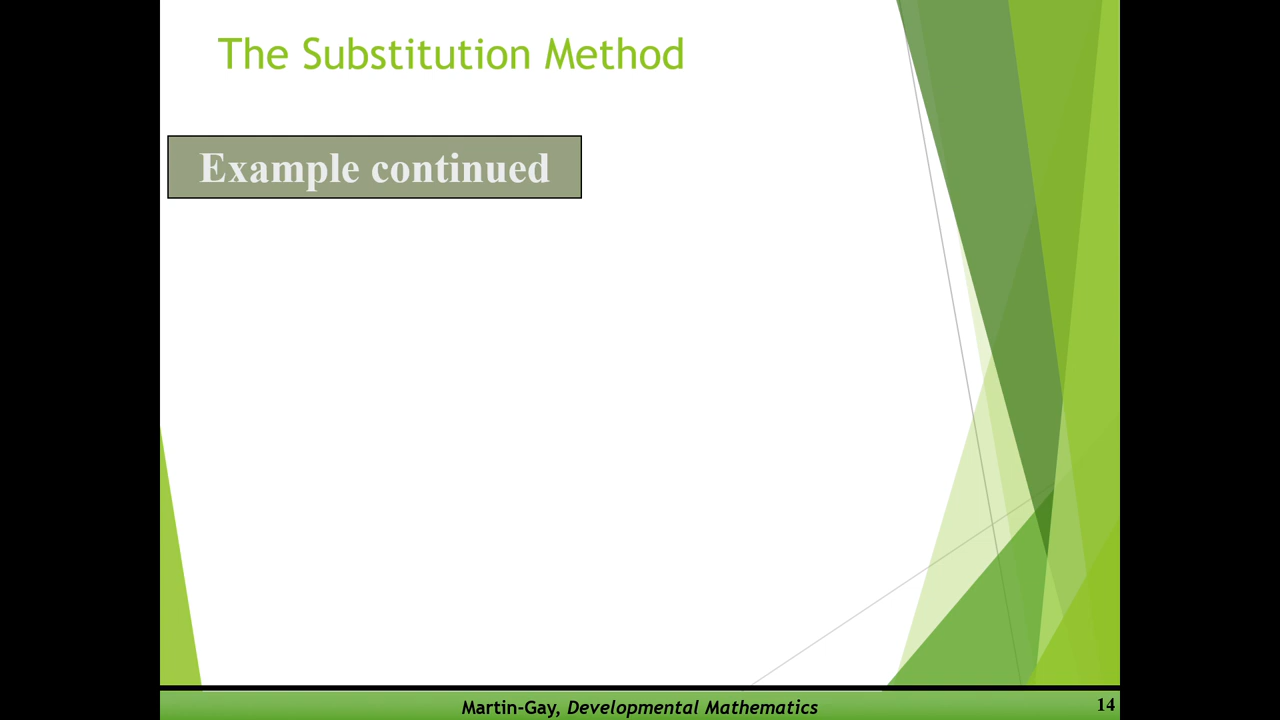 The Substitution Method
Example continued
Martin-Gay, Developmental Mathematics
14